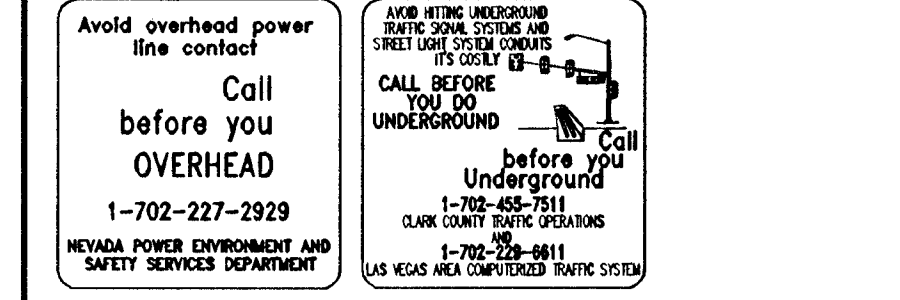 Avoid overhead power
line contact
Call
before you
OVERHEAD
1-702-227-2929
NEVADA POWER ENVIRONMENT AND
SAFETY SERVICES DEPARTMENT
AVOID HITTING UNDERGROUND
TRAFFIC SIGNAL SYSTEMS AND
STREET LIGHT SYSTEM CONDUITS
IT'S COSTLY
CALL BEFORE
YOU DO
UNDERGROUND
Call
before you
Underground
1-702-455-7511
CLARK COUNTY TRAFFIC OPERATIONS
AND
1-702-229-6611
LAS VEGAS AREA COMPUTERIZED TRAFFIC SYSTEM